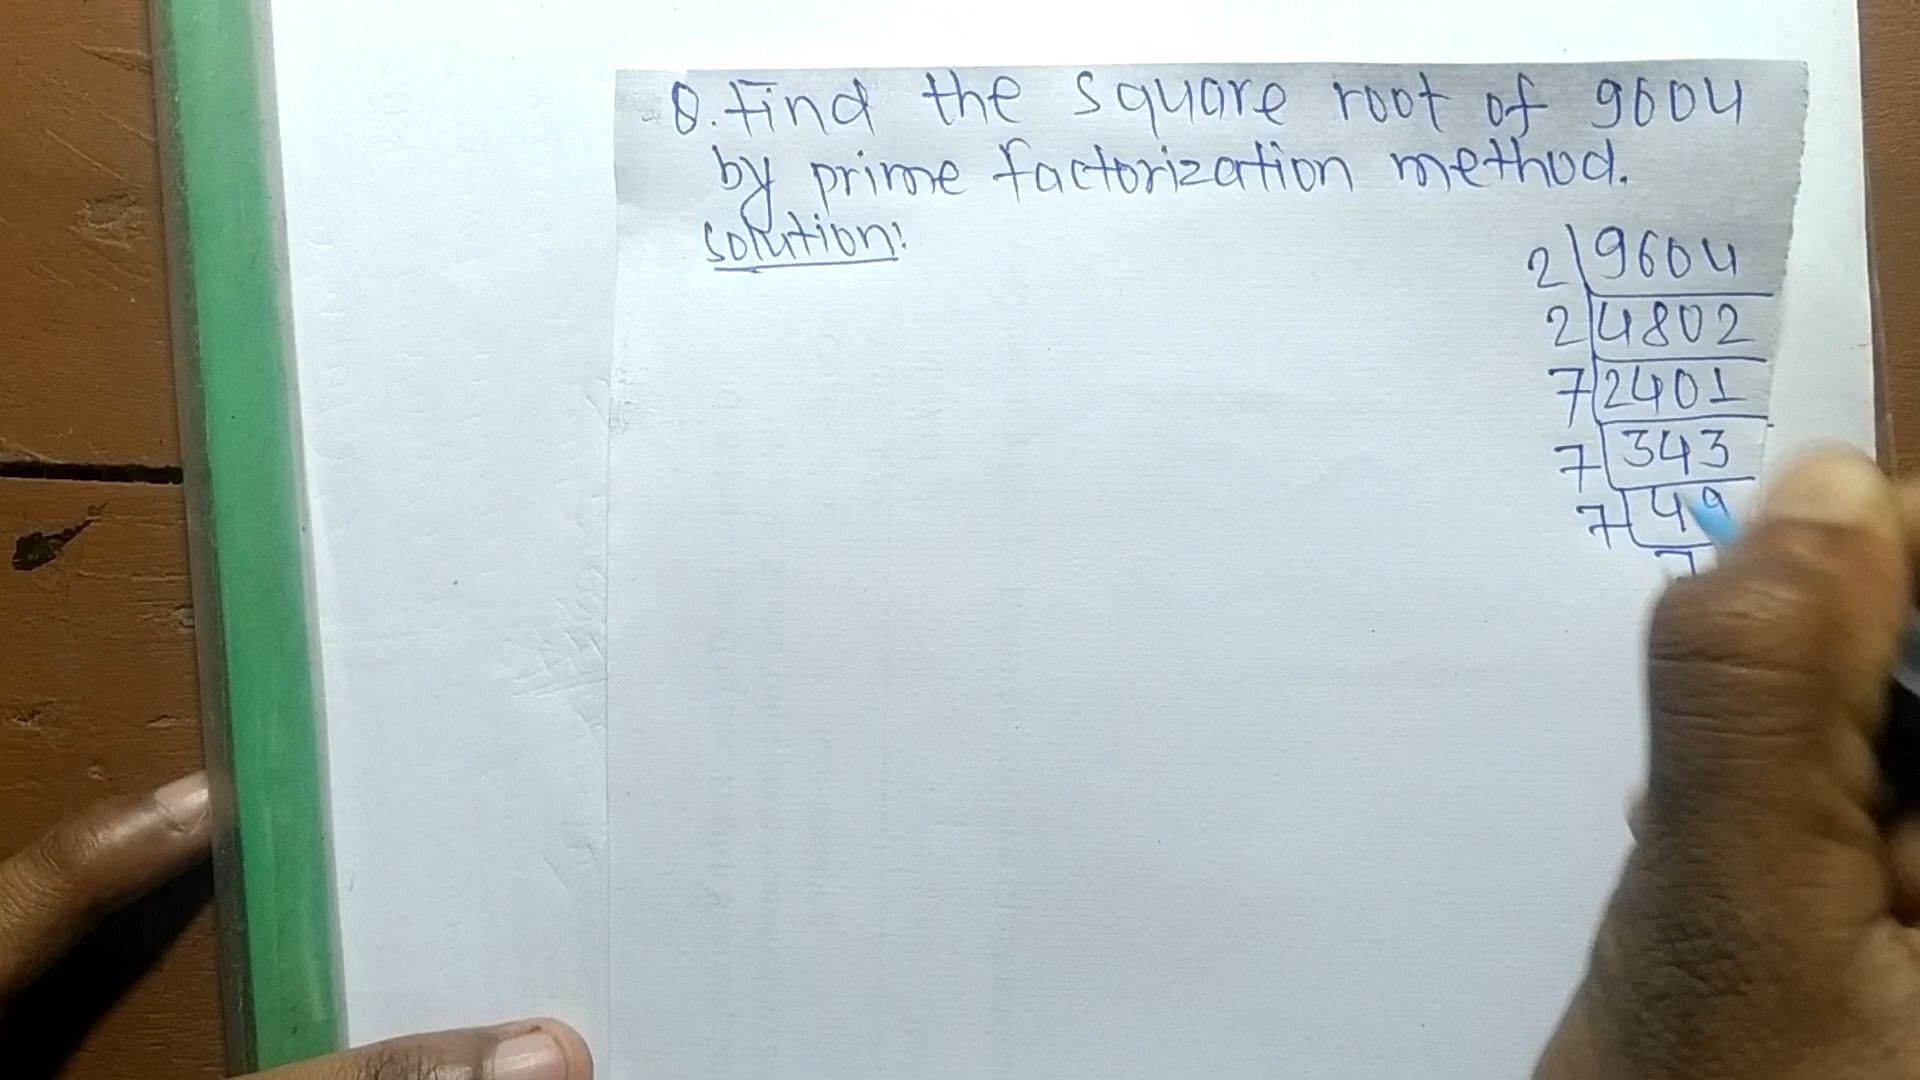 Q. Find the square root of 9604
by prime factorization method.
solution:
2 9604
2 4802
7 2401
7 343
7 49
7